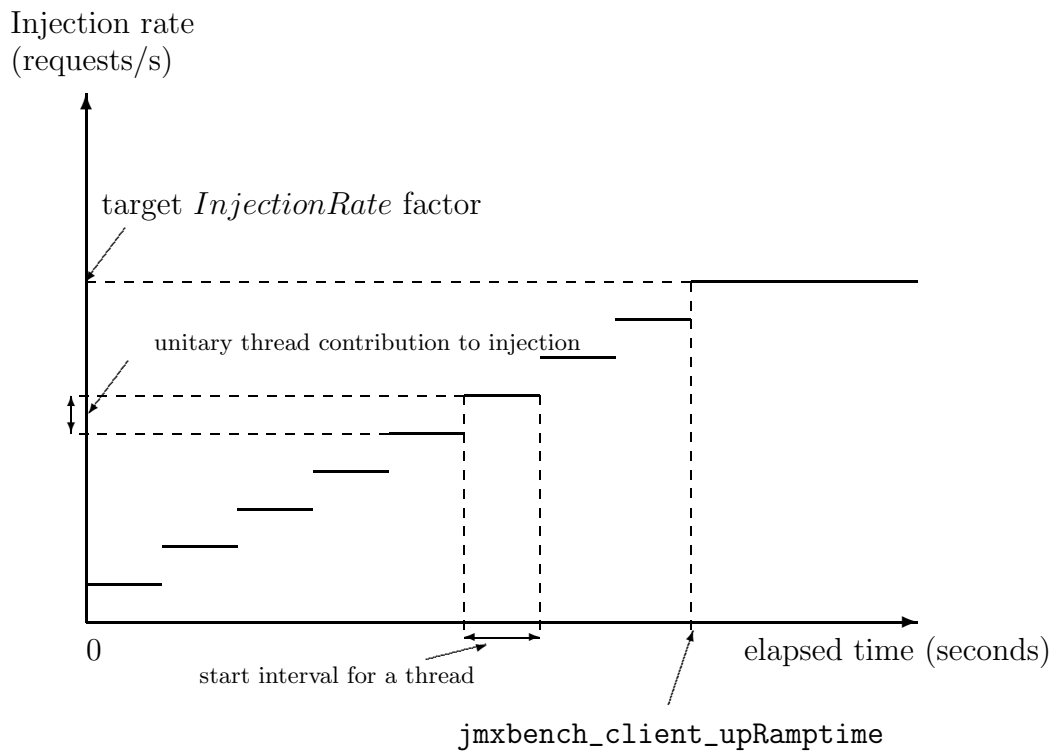 Injection rate
(requests/s)
target InjectionRate factor
unitary thread contribution to injection
0
elapsed time (seconds)
start interval for a thread
jmxbench_client_upRamptime